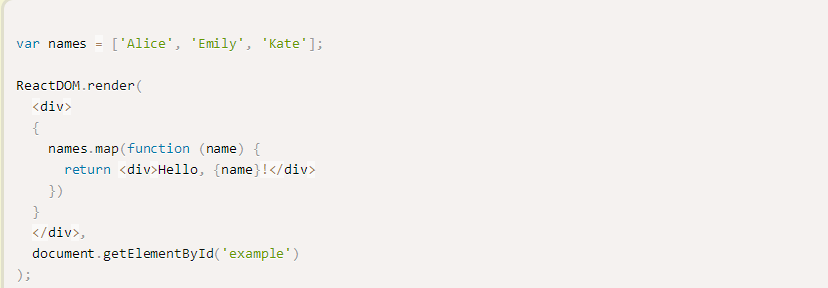 var names = ['Alice', 'Emily', 'Kate'];

ReactDOM.render(
  <div>
  {
    names.map(function (name) {
      return <div>Hello, {name}!</div>
    })
  }
  </div>,
  document.getElementById('example')
);